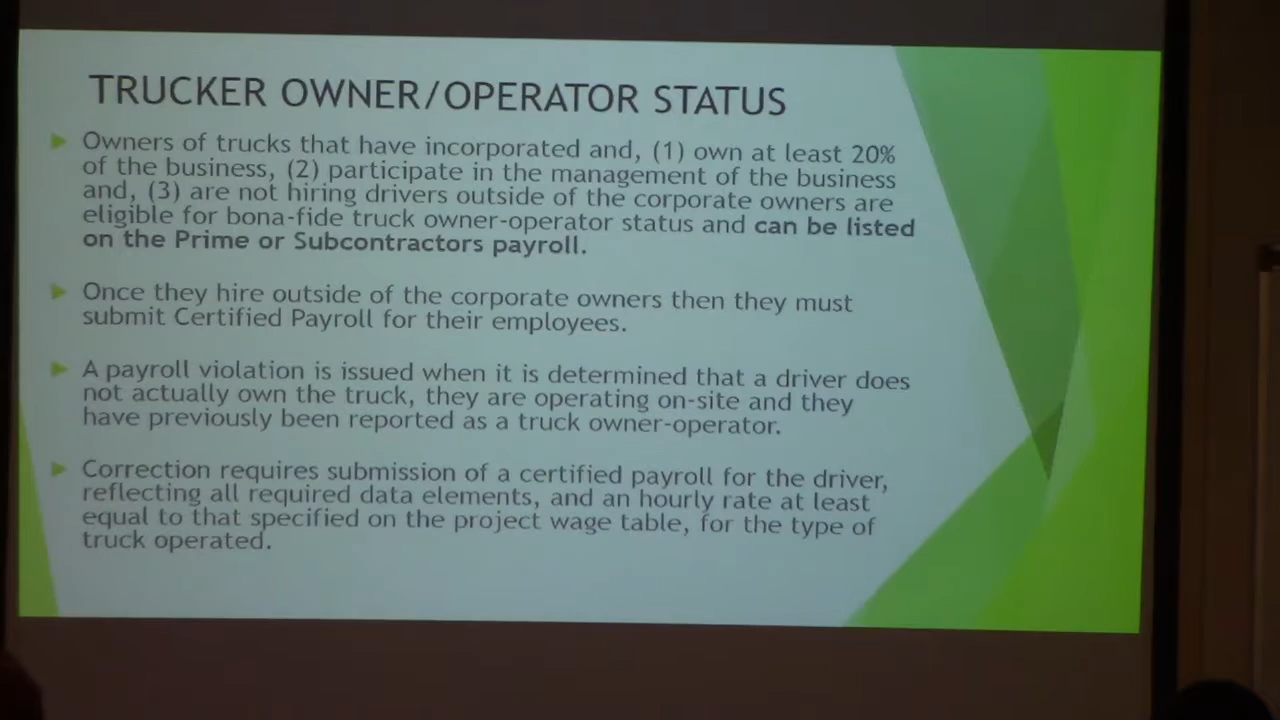 TRUCKER OWNER/OPERATOR STATUS
Owners of trucks that have incorporated and, (1) own at least 20%
of the business, (2) participate in the management of the business
and, (3) are not hiring drivers outside of the corporate owners are
eligible for bona-fide truck owner-operator status and can be listed
on the Prime or Subcontractors payroll.
Once they hire outside of the corporate owners then they must
submit Certified Payroll for their employees.
A payroll violation is issued when it is determined that a driver does
not actually own the truck, they are operating on-site and they
have previously been reported as a truck owner-operator.
Correction requires submission of a certified payroll for the driver,
reflecting all required data elements, and an hourly rate at least
equal to that specified on the project wage table, for the type of
truck operated.